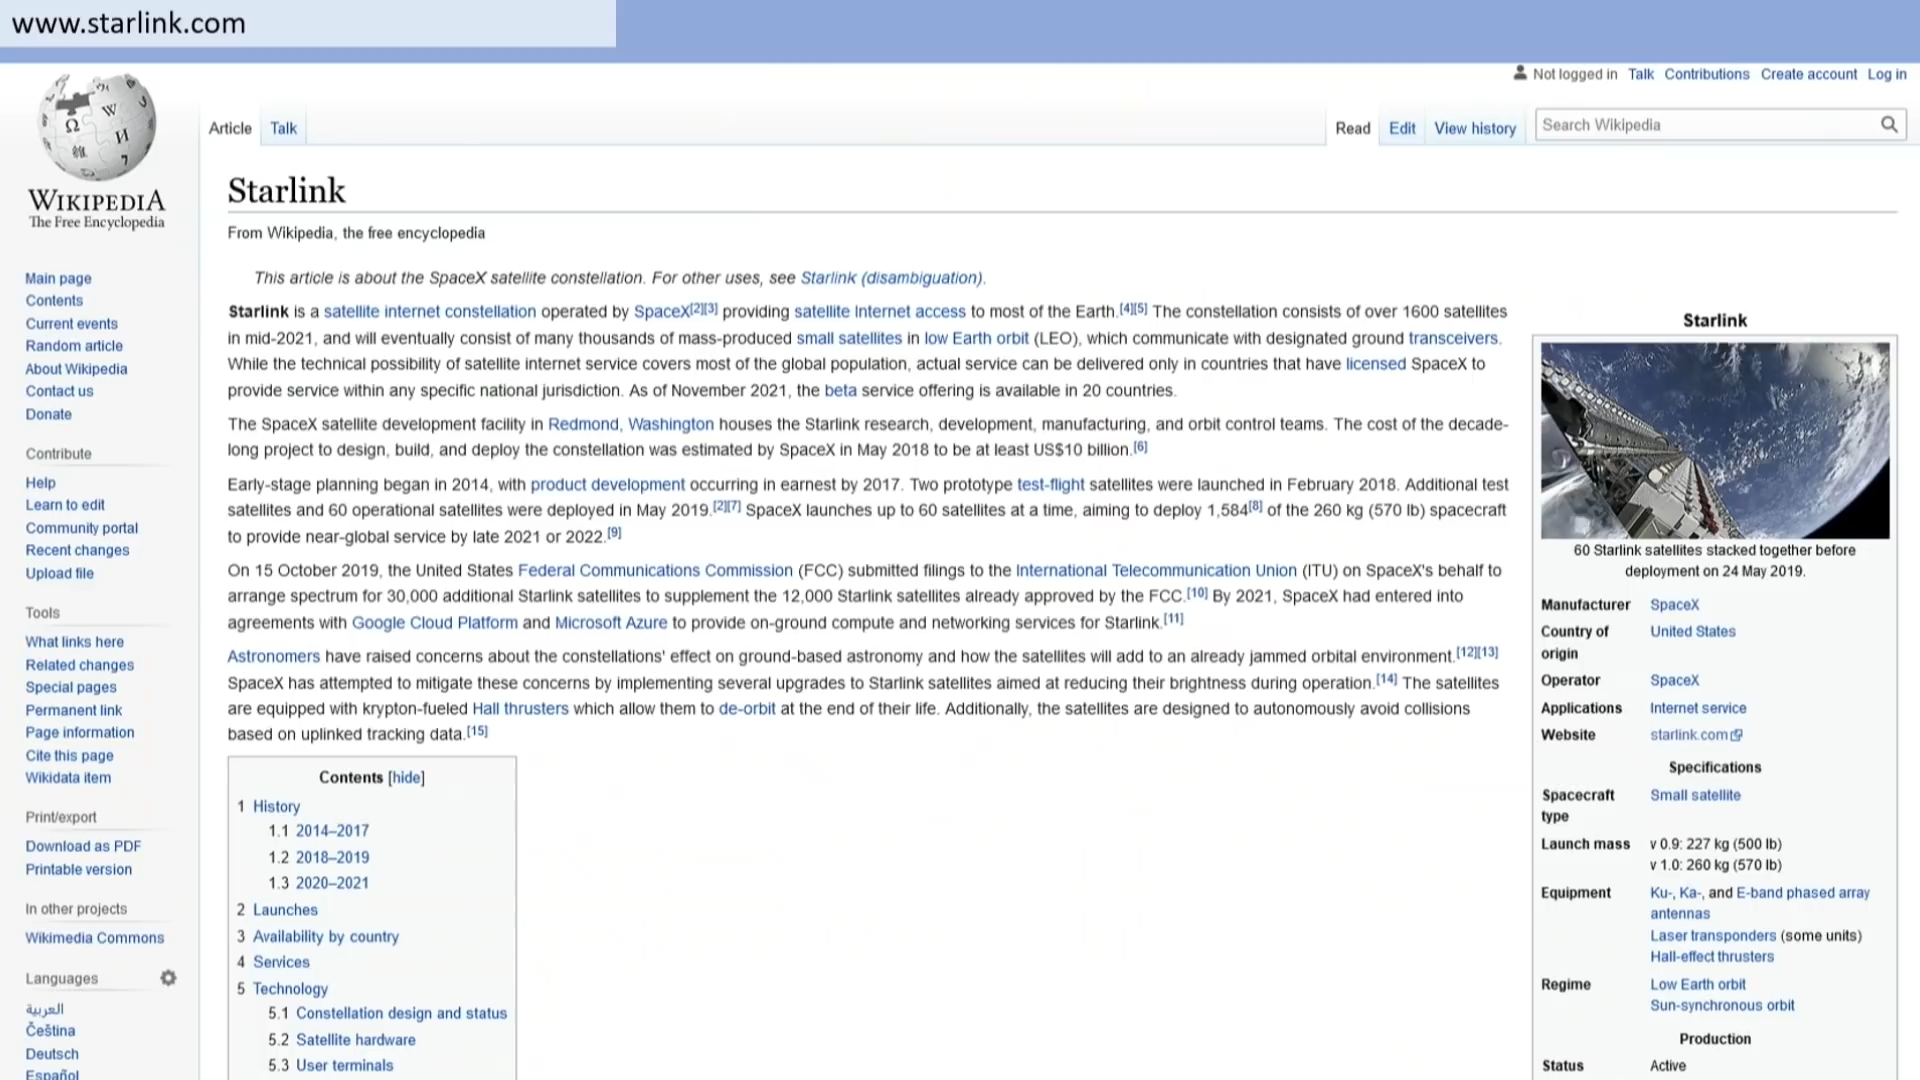 www.starlink.com
Not logged in Talk Contributions Create account Log in
Article Talk
Read Edit View history Search Wikipedia
WIKIPEDIA
The Free Encyclopedia
Main page
Contents
Current events
Random article
About Wikipedia
Contact us
Donate
Contribute
Help
Learn to edit
Community portal
Recent changes
Upload file
Tools
What links here
Related changes
Special pages
Permanent link
Page information
Cite this page
Wikidata item
Print/export
Download as PDF
Printable version
In other projects
Wikimedia Commons
Languages
العربية
Čeština
Deutsch
Español
Starlink
From Wikipedia, the free encyclopedia
This article is about the SpaceX satellite constellation. For other uses, see Starlink (disambiguation).
Starlink is a satellite internet constellation operated by SpaceX[2][3] providing satellite Internet access to most of the Earth.[4][5] The constellation consists of over 1600 satellites
in mid-2021, and will eventually consist of many thousands of mass-produced small satellites in low Earth orbit (LEO), which communicate with designated ground transceivers.
While the technical possibility of satellite internet service covers most of the global population, actual service can be delivered only in countries that have licensed SpaceX to
provide service within any specific national jurisdiction. As of November 2021, the beta service offering is available in 20 countries.
The SpaceX satellite development facility in Redmond, Washington houses the Starlink research, development, manufacturing, and orbit control teams. The cost of the decade-
long project to design, build, and deploy the constellation was estimated by SpaceX in May 2018 to be at least US$10 billion.[6]
Early-stage planning began in 2014, with product development occurring in earnest by 2017. Two prototype test-flight satellites were launched in February 2018. Additional test
satellites and 60 operational satellites were deployed in May 2019.[2][7] SpaceX launches up to 60 satellites at a time, aiming to deploy 1,584[8] of the 260 kg (570 lb) spacecraft
to provide near-global service by late 2021 or 2022.[9]
On 15 October 2019, the United States Federal Communications Commission (FCC) submitted filings to the International Telecommunication Union (ITU) on SpaceX's behalf to
arrange spectrum for 30,000 additional Starlink satellites to supplement the 12,000 Starlink satellites already approved by the FCC.[10] By 2021, SpaceX had entered into
agreements with Google Cloud Platform and Microsoft Azure to provide on-ground compute and networking services for Starlink.[11]
Astronomers have raised concerns about the constellations' effect on ground-based astronomy and how the satellites will add to an already jammed orbital environment.[12][13]
SpaceX has attempted to mitigate these concerns by implementing several upgrades to Starlink satellites aimed at reducing their brightness during operation.[14] The satellites
are equipped with krypton-fueled Hall thrusters which allow them to de-orbit at the end of their life. Additionally, the satellites are designed to autonomously avoid collisions
based on uplinked tracking data.[15]
Contents [hide]
1 History
1.1 2014–2017
1.2 2018–2019
1.3 2020–2021
2 Launches
3 Availability by country
4 Services
5 Technology
5.1 Constellation design and status
5.2 Satellite hardware
5.3 User terminals
Starlink
60 Starlink satellites stacked together before
deployment on 24 May 2019.
Manufacturer SpaceX
Country of United States
origin
Operator SpaceX
Applications Internet service
Website starlink.com
Specifications
Spacecraft Small satellite
type
Launch mass v 0.9: 227 kg (500 lb)
v 1.0: 260 kg (570 lb)
Equipment Ku-, Ka-, and E-band phased array
antennas
Laser transponders (some units)
Hall-effect thrusters
Regime Low Earth orbit
Sun-synchronous orbit
Production
Status Active